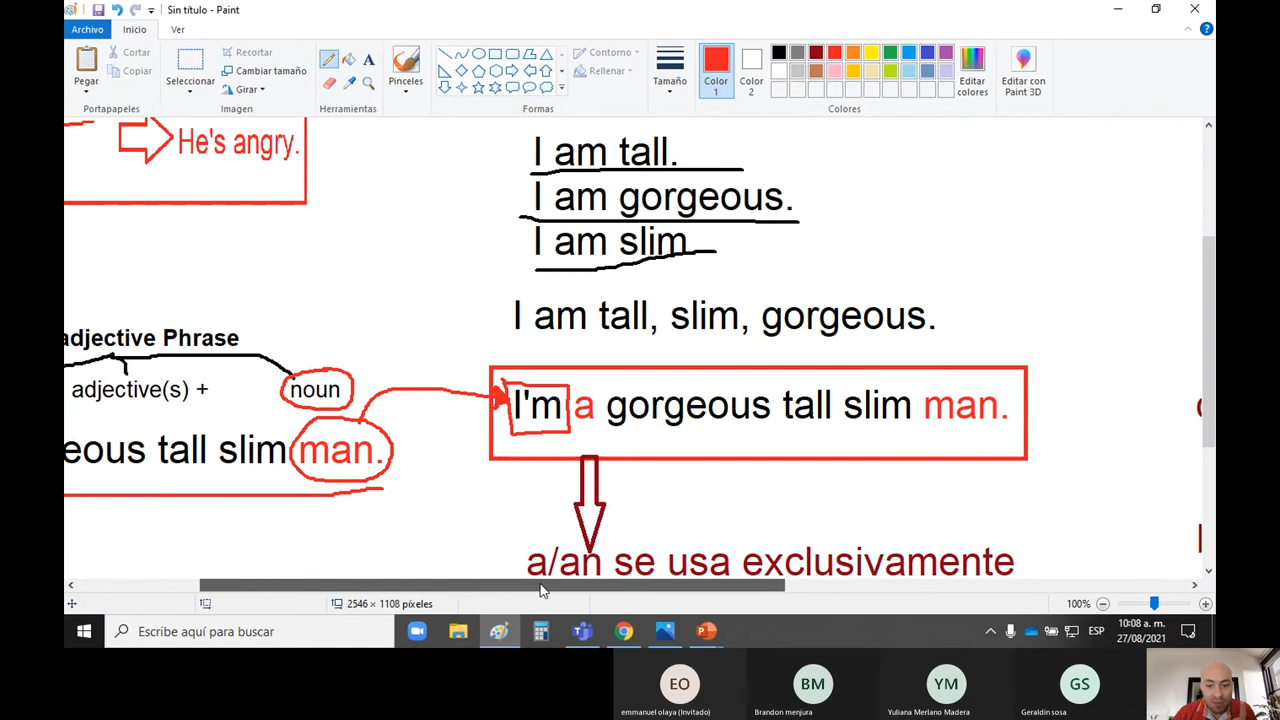 Sin título - Paint
Archivo
Inicio
Ver
Pegar
Cortar
Copiar
Portapapeles
Seleccionar
Recortar
Cambiar tamaño
Girar
Imagen
A
Herramientas
Pinceles
Contorno
Rellenar
Formas
Tamaño
Color
1
Color
2
Editar
colores
Colores
Editar con
Paint 3D
He's angry.
I am tall.
I am gorgeous.
I am slim
I am tall, slim, gorgeous.
adjective Phrase
adjective(s) +
noun
eous tall slim man.
I'm a gorgeous tall slim man.
a/an se usa exclusivamente
2546 × 1108 píxeles
100%
Escribe aquí para buscar
ESP
10:08 a. m.
27/08/2021
EO
BM
YM
GS
emmanuel olaya (Invitado)
Brandon menjura
Yuliana Merlano Madera
Geraldin sosa